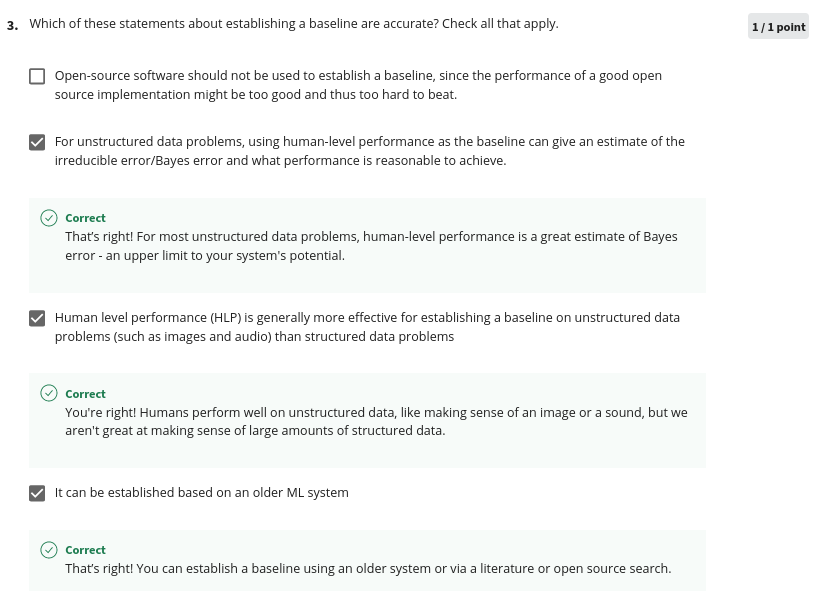 3. Which of these statements about establishing a baseline are accurate? Check all that apply.
1 / 1 point
Open-source software should not be used to establish a baseline, since the performance of a good open
source implementation might be too good and thus too hard to beat.
For unstructured data problems, using human-level performance as the baseline can give an estimate of the
irreducible error/Bayes error and what performance is reasonable to achieve.
Correct
That's right! For most unstructured data problems, human-level performance is a great estimate of Bayes
error - an upper limit to your system's potential.
Human level performance (HLP) is generally more effective for establishing a baseline on unstructured data
problems (such as images and audio) than structured data problems
Correct
You're right! Humans perform well on unstructured data, like making sense of an image or a sound, but we
aren't great at making sense of large amounts of structured data.
It can be established based on an older ML system
Correct
That's right! You can establish a baseline using an older system or via a literature or open source search.